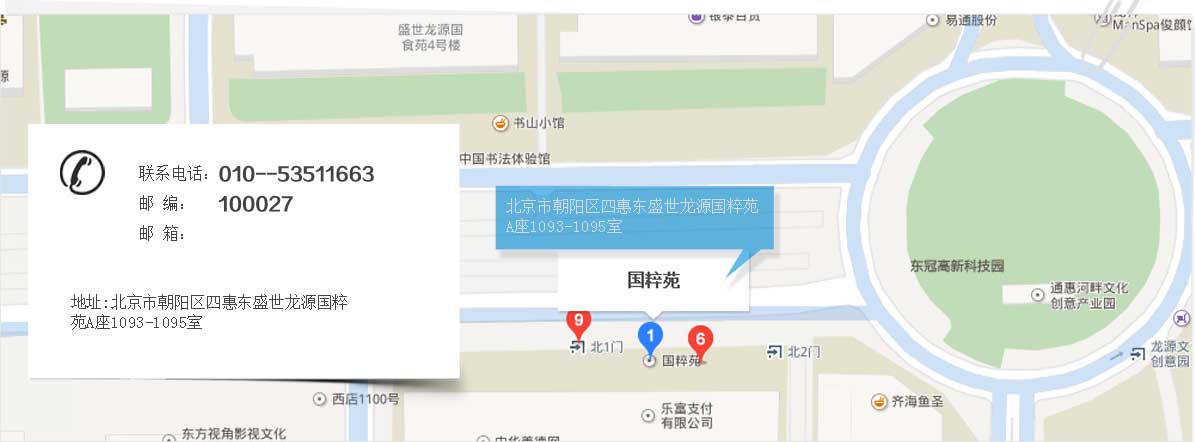 盛世龙源国
食苑4号楼
银泰百货
易通股份
ManSpa俊颜馆
源
书山小馆
中国书法体验馆
联系电话: 010--53511663
邮 编: 100027
邮 箱:
地址:北京市朝阳区四惠东盛世龙源国粹
苑A座1093-1095室
北京市朝阳区四惠东盛世龙源国粹苑
A座1093-1095室
国粹苑
东冠高新科技园
通惠河畔文化
创意产业园
9
1
6
北1门
国粹苑
北2门
龙源文
创意园
西店1100号
齐海鱼圣
乐富支付
有限公司
东方视角影视文化